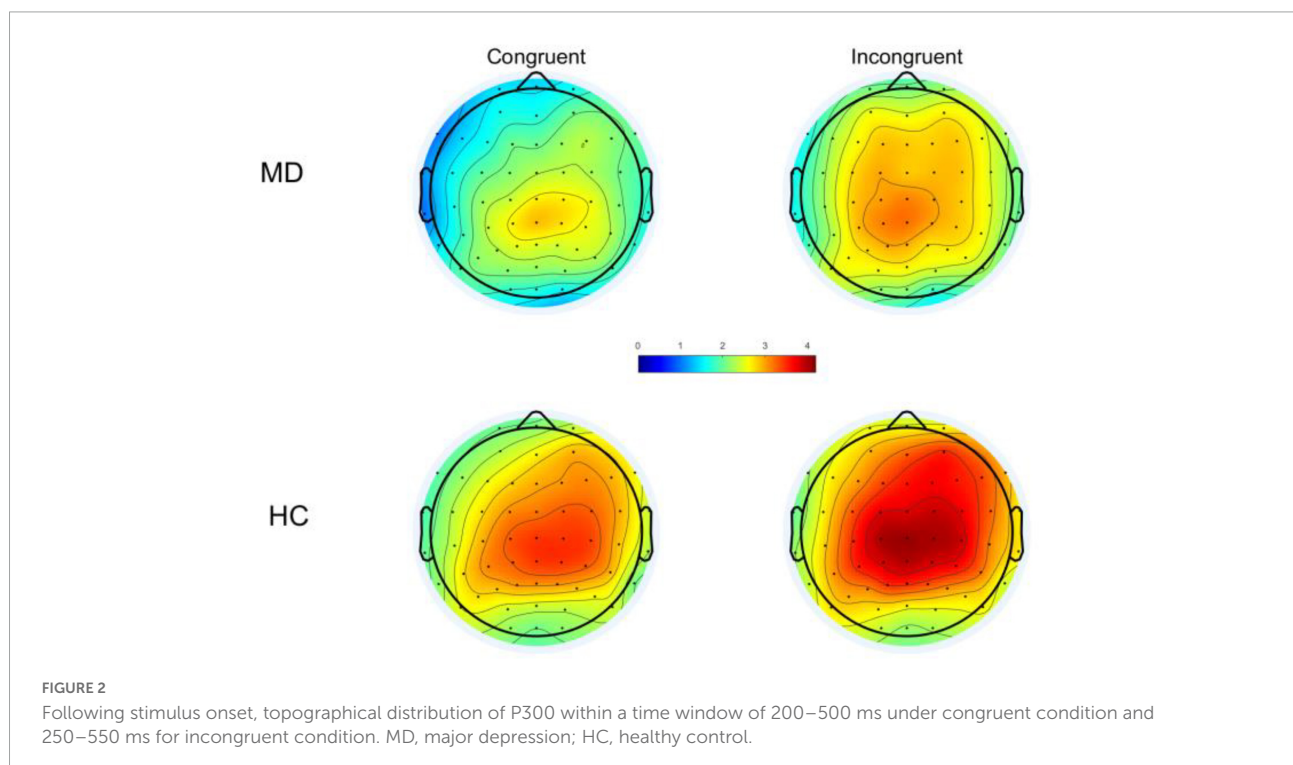 Congruent Incongruent
MD
0 1 2 3 4
HC
FIGURE 2
Following stimulus onset, topographical distribution of P300 within a time window of 200–500 ms under congruent condition and
250–550 ms for incongruent condition. MD, major depression; HC, healthy control.